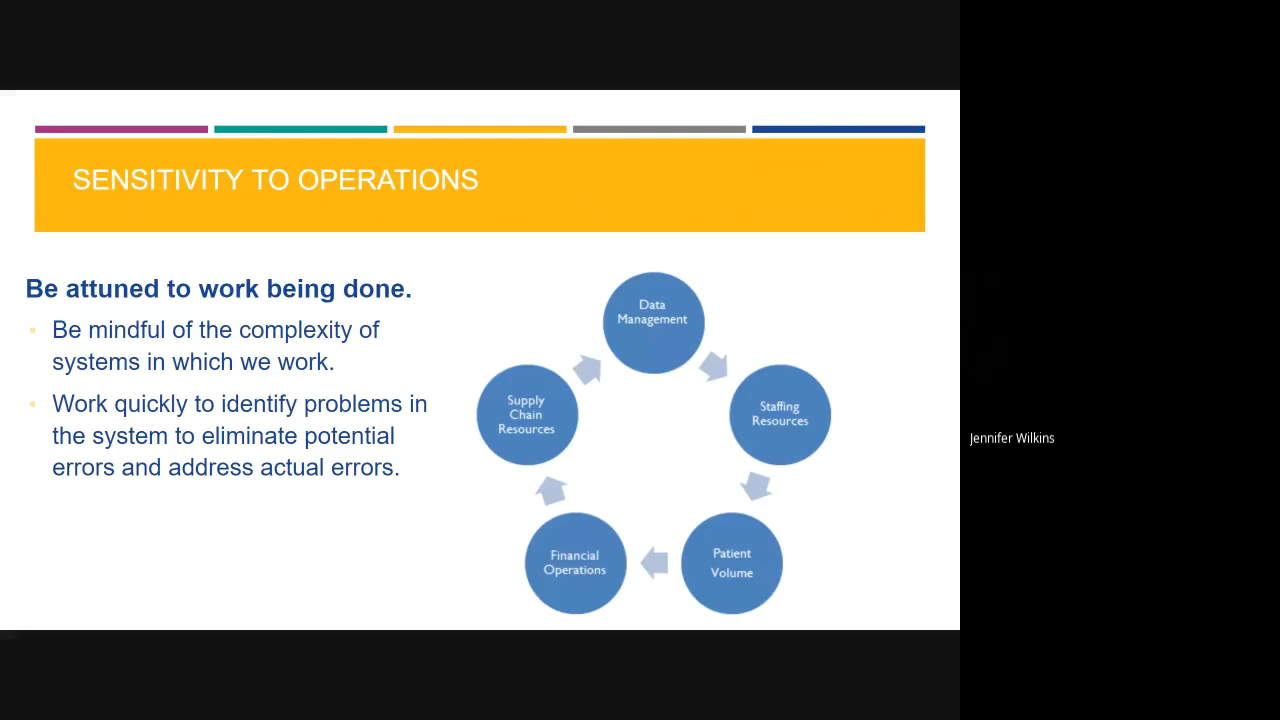 SENSITIVITY TO OPERATIONS
Be attuned to work being done.
• Be mindful of the complexity of
systems in which we work.
• Work quickly to identify problems in
the system to eliminate potential
errors and address actual errors.
Data
Management
Staffing
Resources
Patient
Volume
Financial
Operations
Supply
Chain
Resources
Jennifer Wilkins